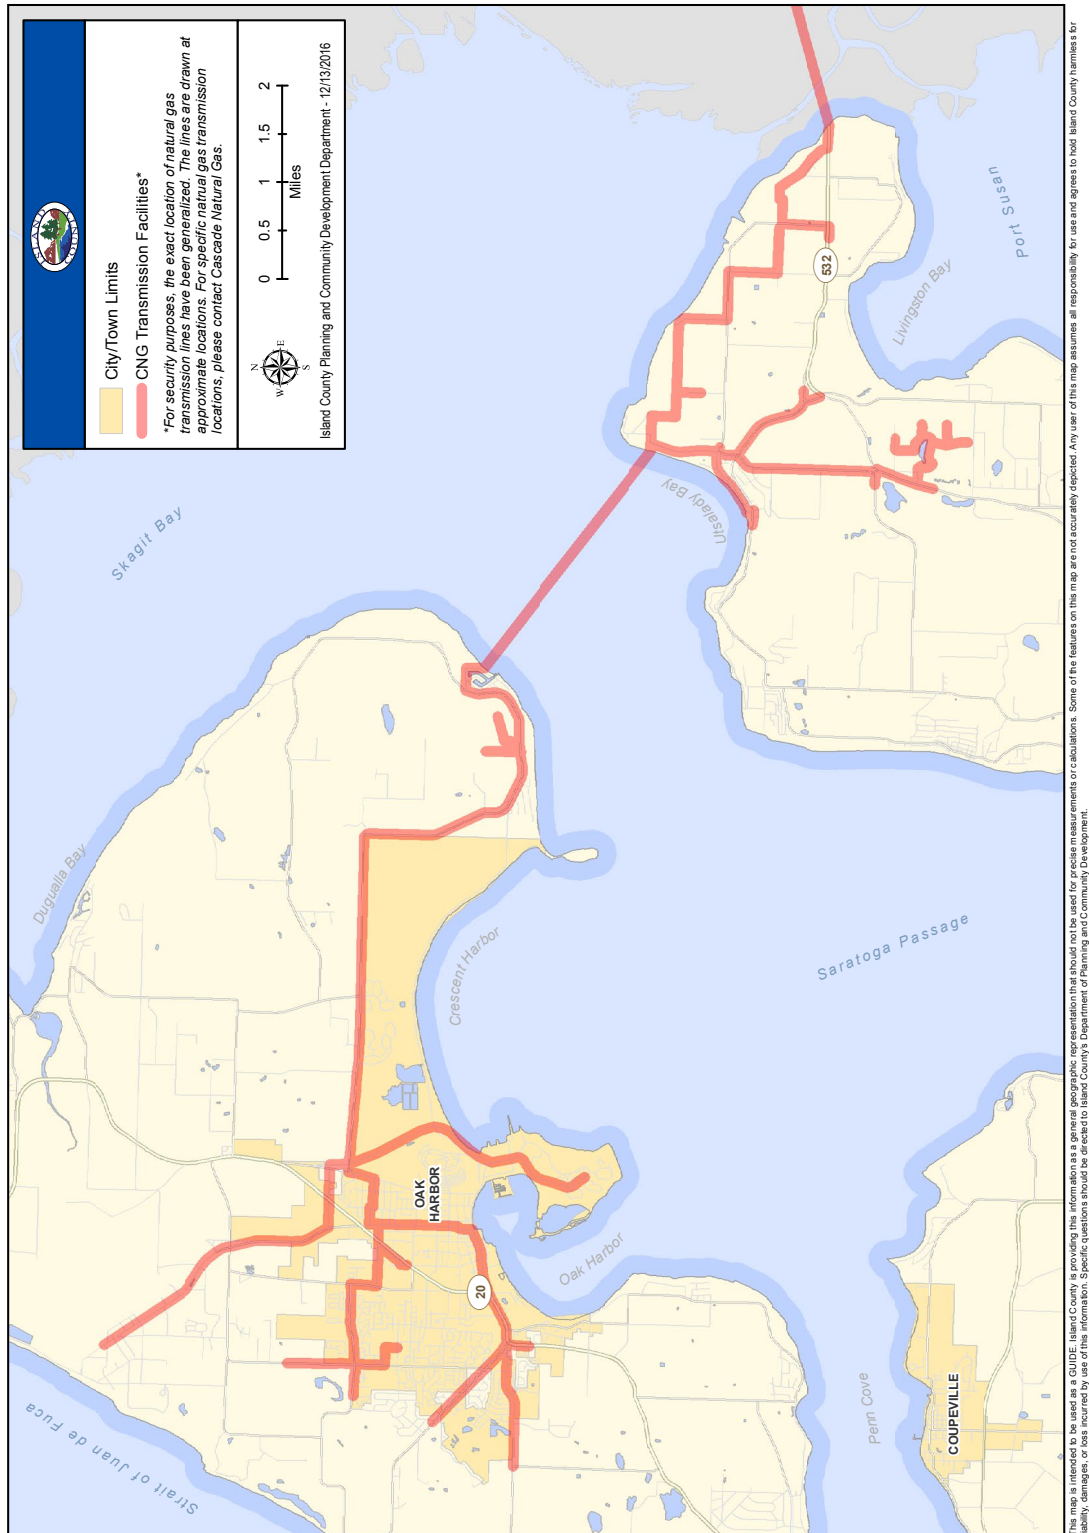 ISLAND
COUNTY
City/Town Limits
CNG Transmission Facilities*
*For security purposes, the exact location of natural gas
transmission lines have been generalized. The lines are drawn at
approximate locations. For specific natrual gas transmission
locations, please contact Cascade Natural Gas.
N
W E
S
0 0.5 1 1.5 2
Miles
Island County Planning and Community Development Department - 12/13/2016
Skagit Bay
Dugualla Bay
Strait of Juan de Fuca
Utsalady Bay
532
Port Susan
Livingston Bay
Crescent Harbor
Saratoga Passage
OAK
HARBOR
20
Oak Harbor
Penn Cove
COUPEVILLE
This map is intended to be used as a GUIDE. Island County is providing this information as a general geographic representation that should not be used for precise measurements or calculations. Some of the features on this map are not accurately depicted. Any user of this map assumes all responsibility for use and agrees to hold Island County harmless for
liability, damages, or loss incurred by use of this information. Specific questions should be directed to Island County's Department of Planning and Community Development.